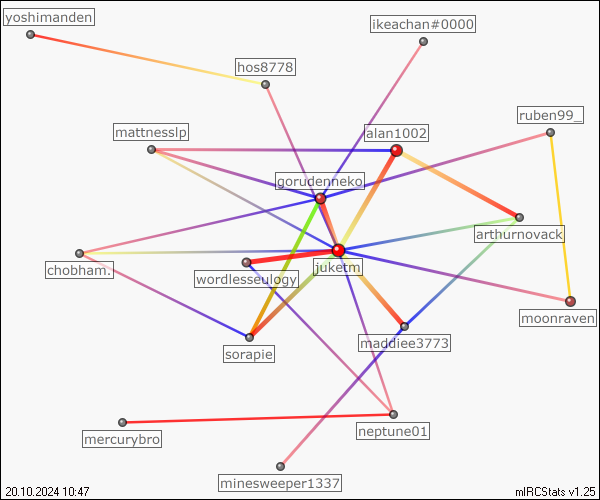 yoshimanden
ikeachan#0000
hos8778
ruben99_
mattnesslp
alan1002
gorudenneko
arthurnovack
chobham.
juketm
wordlesseulogy
moonraven
sorapie
maddiee3773
mercurybro
neptune01
minesweeper1337
20.10.2024 10:47
mIRCStats v1.25